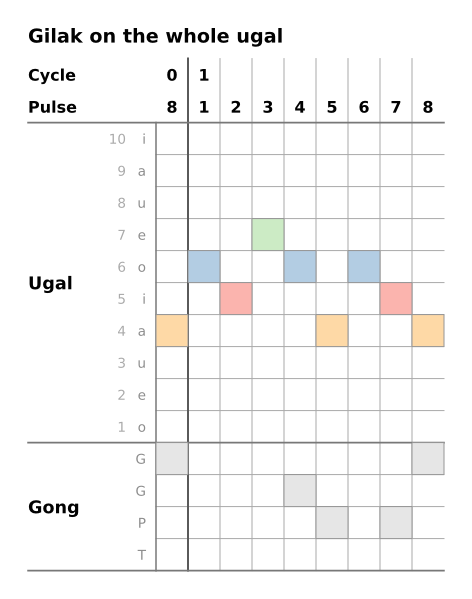 Gilak on the whole ugal
Cycle 0 1
Pulse 8 1 2 3 4 5 6 7 8
10 i
9 a
8 u
7 e
6 o
Ugal
5 i
4 a
3 u
2 e
1 o
G
G
Gong
P
T